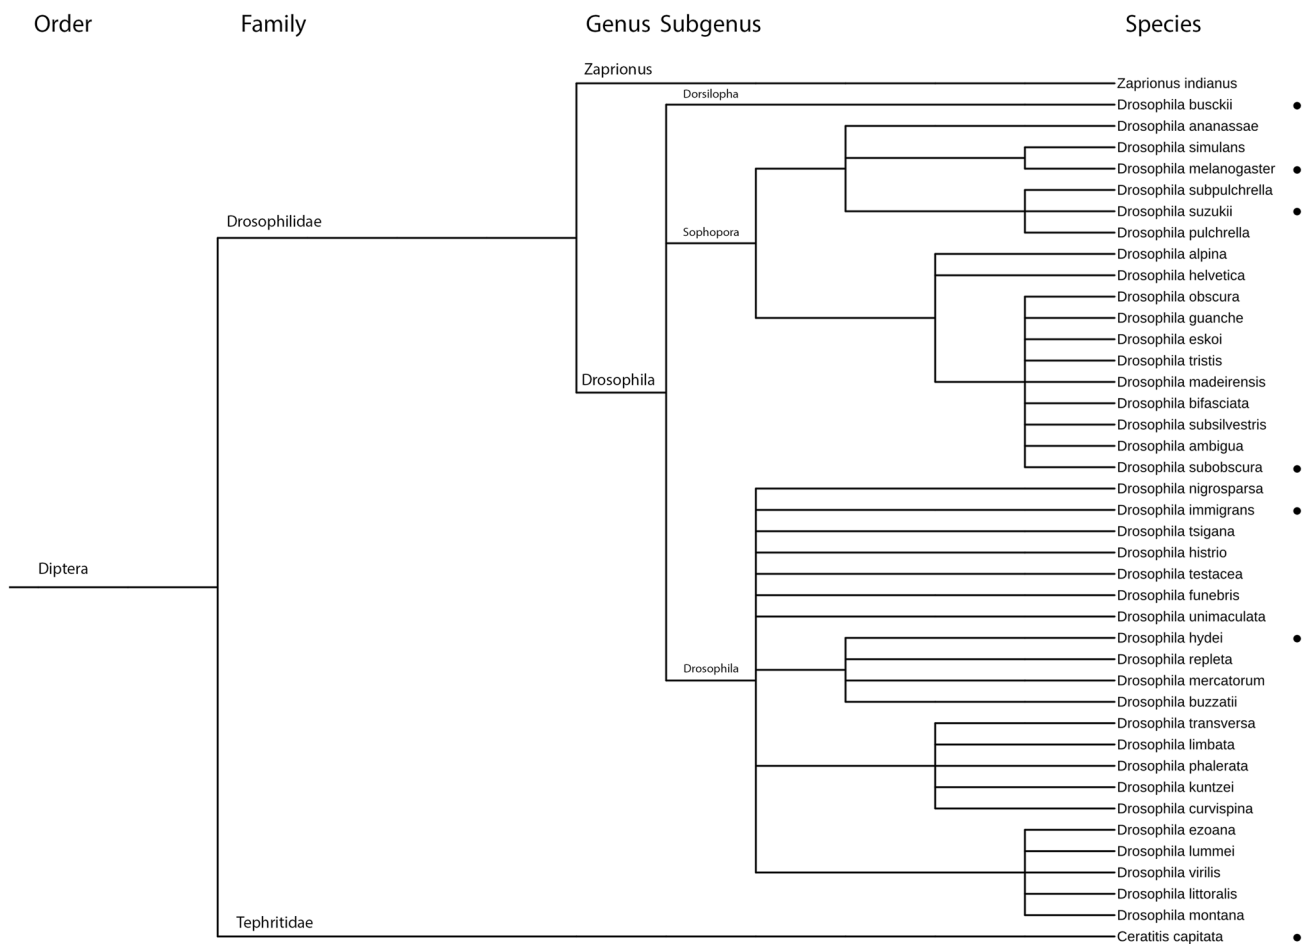 Order Family Genus Subgenus Species
Zaprionus
Zaprionus indianus
Dorsilopha
Drosophila busckii
Drosophila ananassae
Drosophila simulans
Drosophila melanogaster
Drosophila subpulchrella
Drosophilidae
Drosophila suzukii
Sophopora
Drosophila pulchrella
Drosophila alpina
Drosophila helvetica
Drosophila obscura
Drosophila guanche
Drosophila eskoi
Drosophila tristis
Drosophila
Drosophila madeirensis
Drosophila bifasciata
Drosophila subsilvestris
Drosophila ambigua
Drosophila subobscura
Drosophila nigrosparsa
Drosophila immigrans
Drosophila tsigana
Drosophila histrio
Diptera
Drosophila testacea
Drosophila funebris
Drosophila unimaculata
Drosophila hydei
Drosophila repleta
Drosophila
Drosophila mercatorum
Drosophila buzzatii
Drosophila transversa
Drosophila limbata
Drosophila phalerata
Drosophila kuntzei
Drosophila curvispina
Drosophila ezoana
Drosophila lummei
Drosophila virilis
Drosophila littoralis
Drosophila montana
Tephritidae
Ceratitis capitata